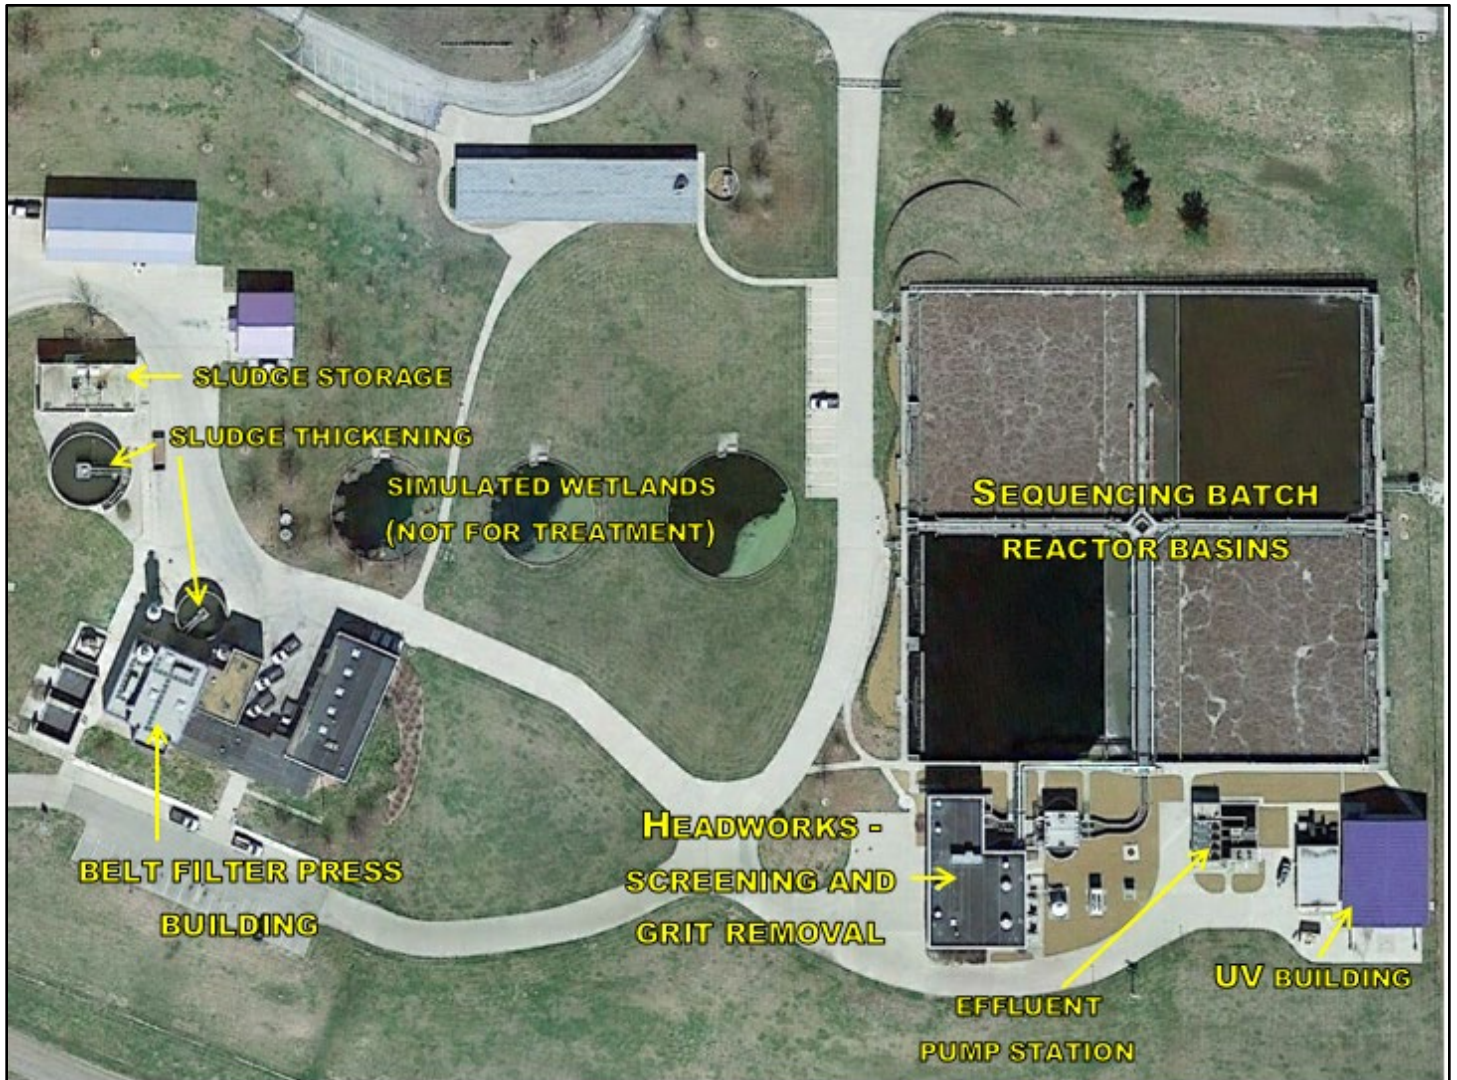 SLUDGE STORAGE
SLUDGE THICKENING
SIMULATED WETLANDS
(NOT FOR TREATMENT)
SEQUENCING BATCH
REACTOR BASINS
HEADWORKS -
SCREENING AND
GRIT REMOVAL
BELT FILTER PRESS
BUILDING
UV BUILDING
EFFLUENT
PUMP STATION